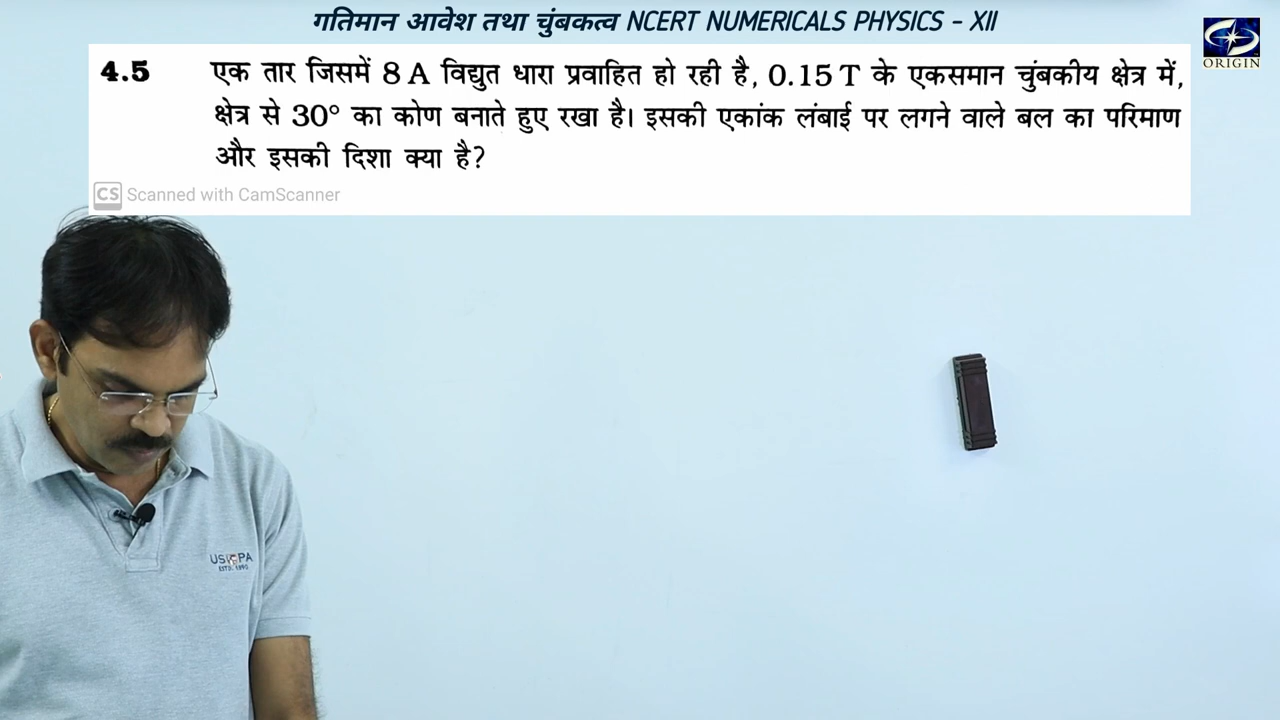 गतिमान आवेश तथा चुंबकत्व NCERT NUMERICALS PHYSICS - XII
ORIGIN
4.5 एक तार जिसमें 8 A विद्युत धारा प्रवाहित हो रही है, 0.15 T के एकसमान चुंबकीय क्षेत्र में,
क्षेत्र से 30° का कोण बनाते हुए रखा है। इसकी एकांक लंबाई पर लगने वाले बल का परिमाण
और इसकी दिशा क्या है?
CS Scanned with CamScanner